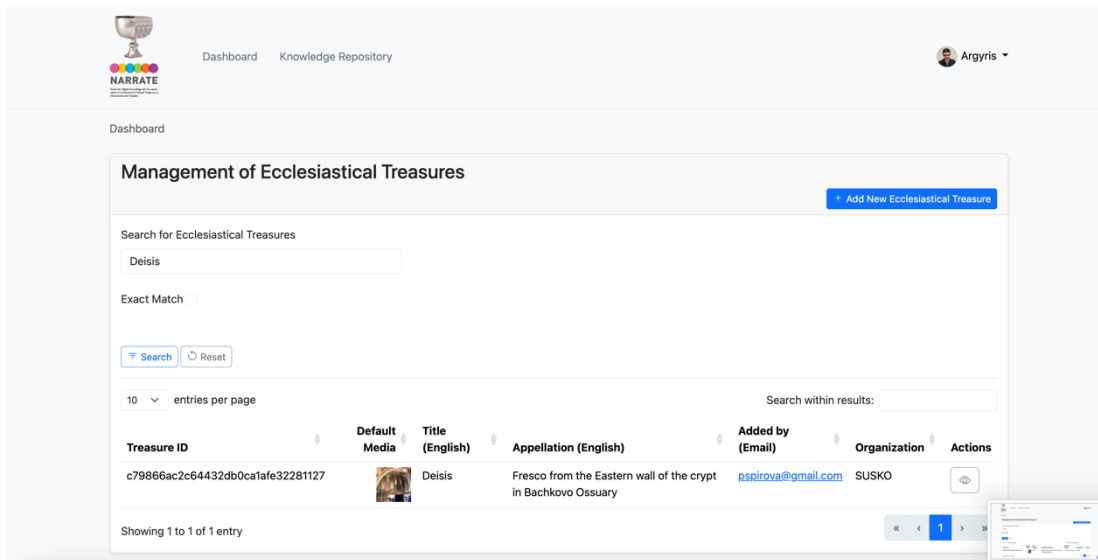 NARRATE
Dashboard Knowledge Repository
Argyris
Dashboard
Management of Ecclesiastical Treasures
+ Add New Ecclesiastical Treasure
Search for Ecclesiastical Treasures
Deisis
Exact Match
Search Reset
10 entries per page
Search within results:
Treasure ID Default Media Title (English) Appellation (English) Added by (Email) Organization Actions
c79866ac2c64432db0ca1afe32281127 Deisis Fresco from the Eastern wall of the crypt in Bachkovo Ossuary pspirova@gmail.com SUSKO
Showing 1 to 1 of 1 entry
« ‹ 1 › »